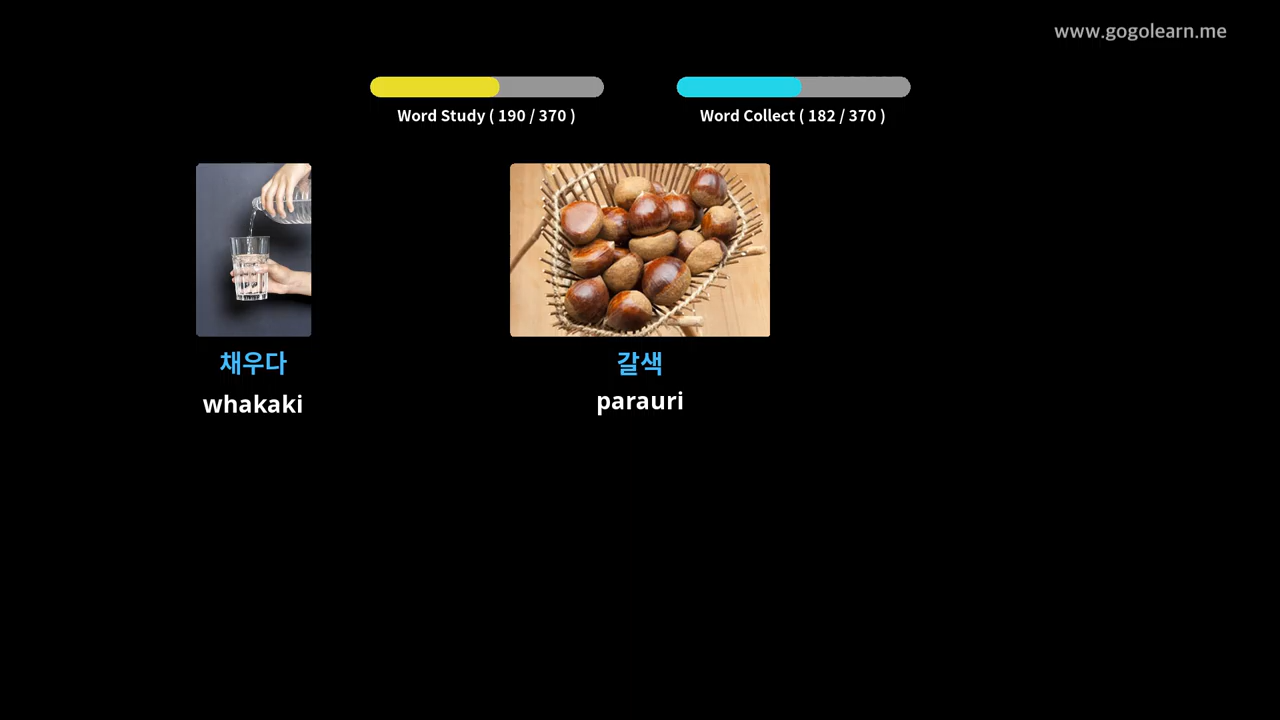 www.gogolearn.me
Word Study ( 190 / 370 )
Word Collect ( 182 / 370 )
채우다
whakaki
갈색
parauri